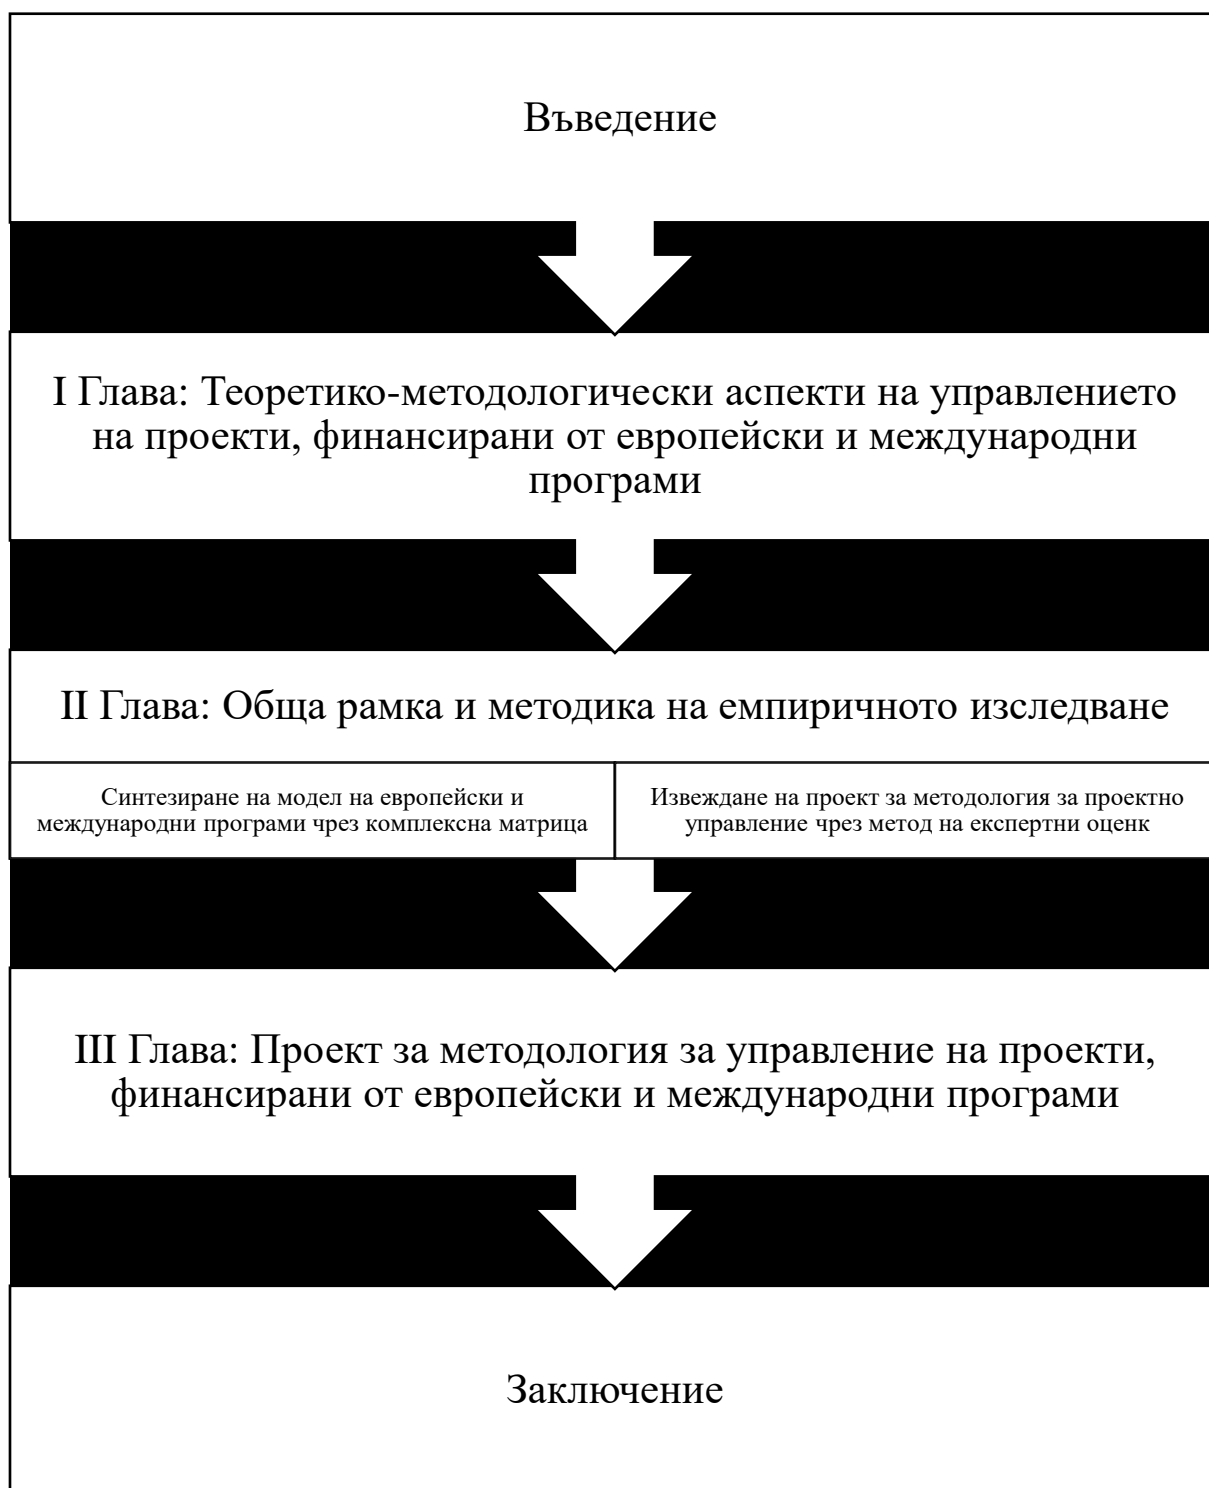 Въведение
I Глава: Теоретико-методологически аспекти на управлението
на проекти, финансирани от европейски и международни
програми
II Глава: Обща рамка и методика на емпиричното изследване
Синтезиране на модел на европейски и
международни програми чрез комплексна матрица
Извеждане на проект за методология за проектно
управление чрез метод на експертни оценк
III Глава: Проект за методология за управление на проекти,
финансирани от европейски и международни програми
Заключение